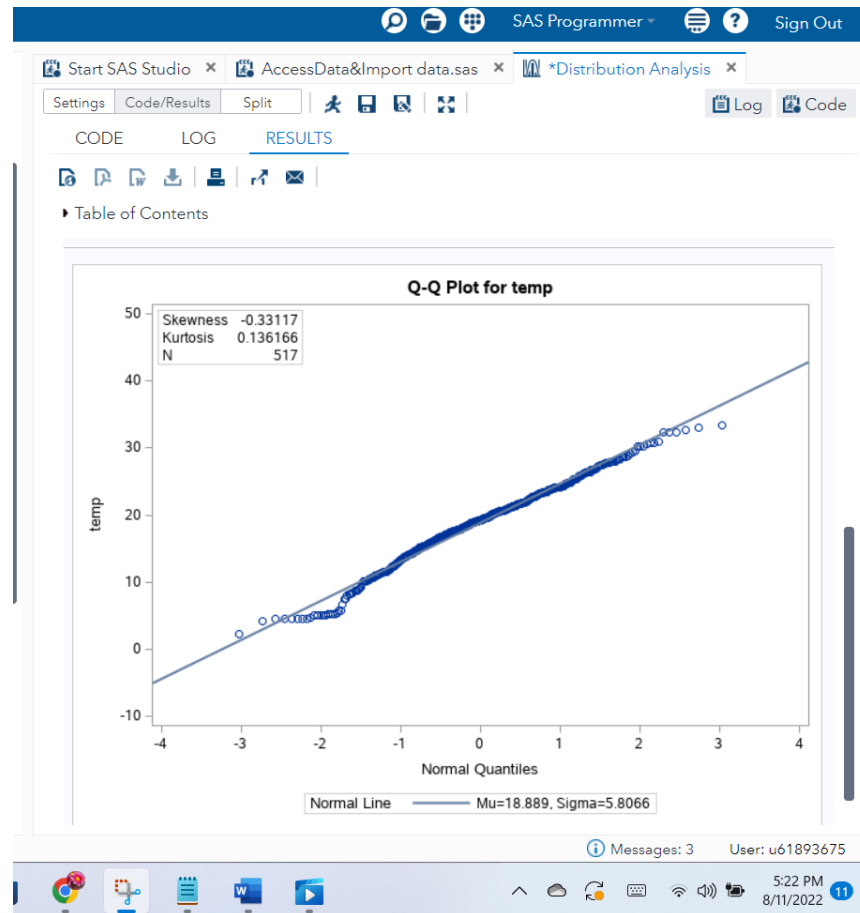 SAS Programmer
Sign Out
Start SAS Studio × AccessData&Import data.sas × *Distribution Analysis ×
Settings Code/Results Split Log Code
CODE LOG RESULTS
Table of Contents
Q-Q Plot for temp
Skewness -0.33117
Kurtosis 0.136166
N 517
50
40
30
20
10
0
-10
temp
-4 -3 -2 -1 0 1 2 3 4
Normal Quantiles
Normal Line Mu=18.889, Sigma=5.8066
Messages: 3 User: u61893675
5:22 PM
8/11/2022
11